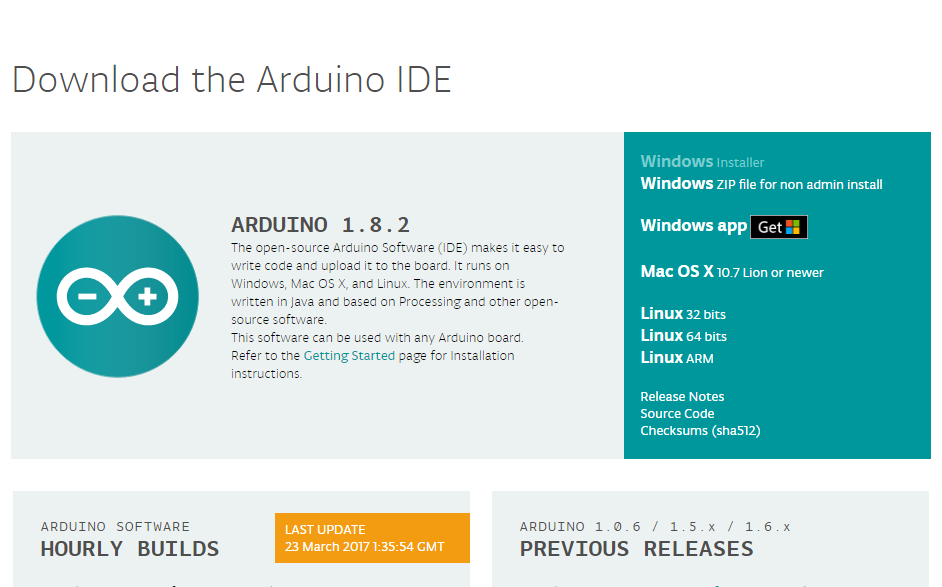 Download the Arduino IDE
ARDUINO 1.8.2
The open-source Arduino Software (IDE) makes it easy to
write code and upload it to the board. It runs on
Windows, Mac OS X, and Linux. The environment is
written in Java and based on Processing and other open-
source software.
This software can be used with any Arduino board.
Refer to the Getting Started page for Installation
instructions.
Windows Installer
Windows ZIP file for non admin install
Windows app Get
Mac OS X 10.7 Lion or newer
Linux 32 bits
Linux 64 bits
Linux ARM
Release Notes
Source Code
Checksums (sha512)
ARDUINO SOFTWARE
HOURLY BUILDS
LAST UPDATE
23 March 2017 1:35:54 GMT
ARDUINO 1.0.6 / 1.5.x / 1.6.x
PREVIOUS RELEASES